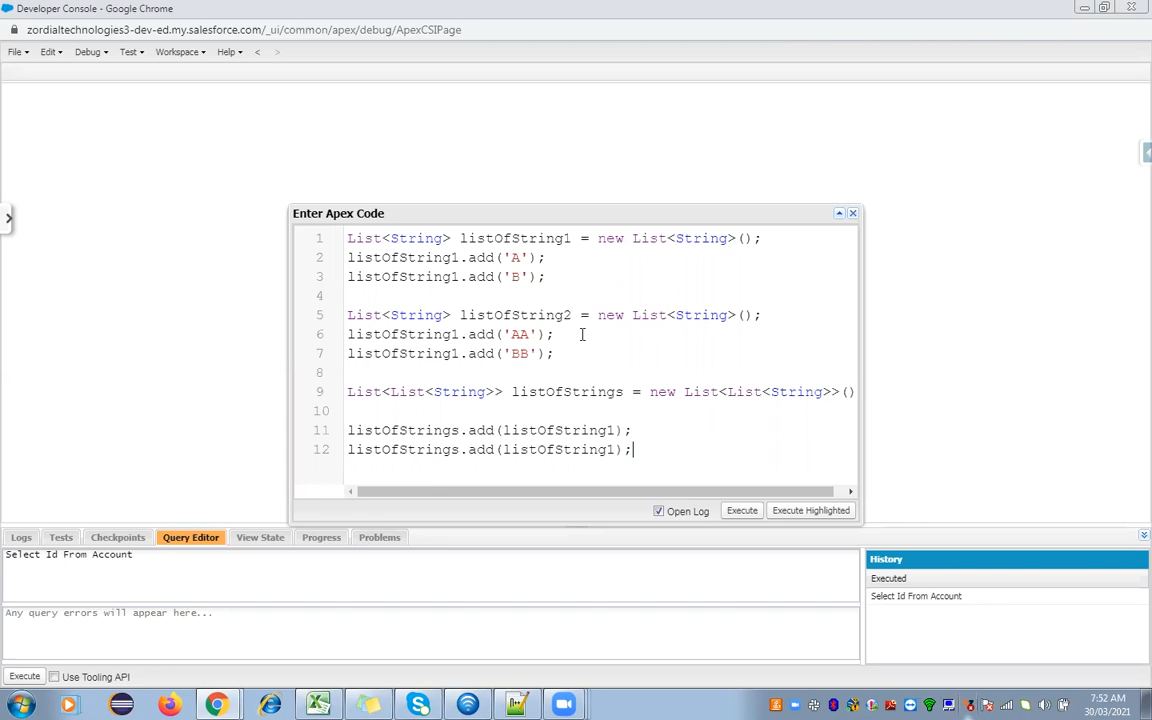 Developer Console - Google Chrome
zordialtechnologies3-dev-ed.my.salesforce.com/_ui/common/apex/debug/ApexCSIPage
File Edit Debug Test Workspace Help < >
Enter Apex Code
1 List<String> listOfString1 = new List<String>();
2 listOfString1.add('A');
3 listOfString1.add('B');
4
5 List<String> listOfString2 = new List<String>();
6 listOfString1.add('AA');
7 listOfString1.add('BB');
8
9 List<List<String>> listOfStrings = new List<List<String>>()
10
11 listOfStrings.add(listOfString1);
12 listOfStrings.add(listOfString1);
Open Log Execute Execute Highlighted
Logs Tests Checkpoints Query Editor View State Progress Problems
Select Id From Account
Any query errors will appear here...
History
Executed
Select Id From Account
Execute Use Tooling API
7:52 AM
30/03/2021